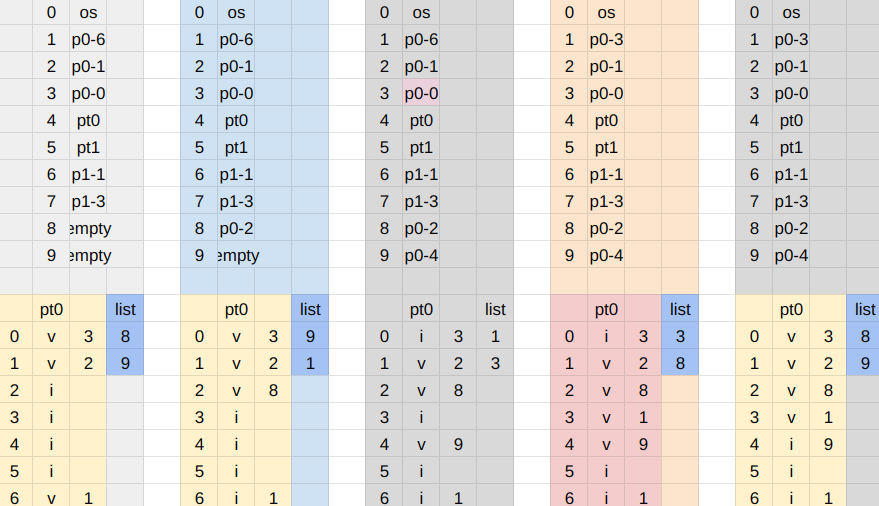 0 os 0 os 0 os 0 os 0 os
1 p0-6 1 p0-6 1 p0-6 1 p0-3 1 p0-3
2 p0-1 2 p0-1 2 p0-1 2 p0-1 2 p0-1
3 p0-0 3 p0-0 3 p0-0 3 p0-0 3 p0-0
4 pt0 4 pt0 4 pt0 4 pt0 4 pt0
5 pt1 5 pt1 5 pt1 5 pt1 5 pt1
6 p1-1 6 p1-1 6 p1-1 6 p1-1 6 p1-1
7 p1-3 7 p1-3 7 p1-3 7 p1-3 7 p1-3
8 empty 8 p0-2 8 p0-2 8 p0-2 8 p0-2
9 empty 9 empty 9 p0-4 9 p0-4 9 p0-4
pt0 list pt0 list pt0 list pt0 list pt0 list
0 v 3 8 0 v 3 9 0 i 3 1 0 i 3 3 0 v 3 8
1 v 2 9 1 v 2 1 1 v 2 3 1 v 2 8 1 v 2 9
2 i 2 v 8 2 v 8 2 v 8 2 v 8
3 i 3 i 3 i 3 v 1 3 v 1
4 i 4 i 4 v 9 4 v 9 4 i 9
5 i 5 i 5 i 5 i 5 i
6 v 1 6 i 1 6 i 1 6 i 1 6 i 1